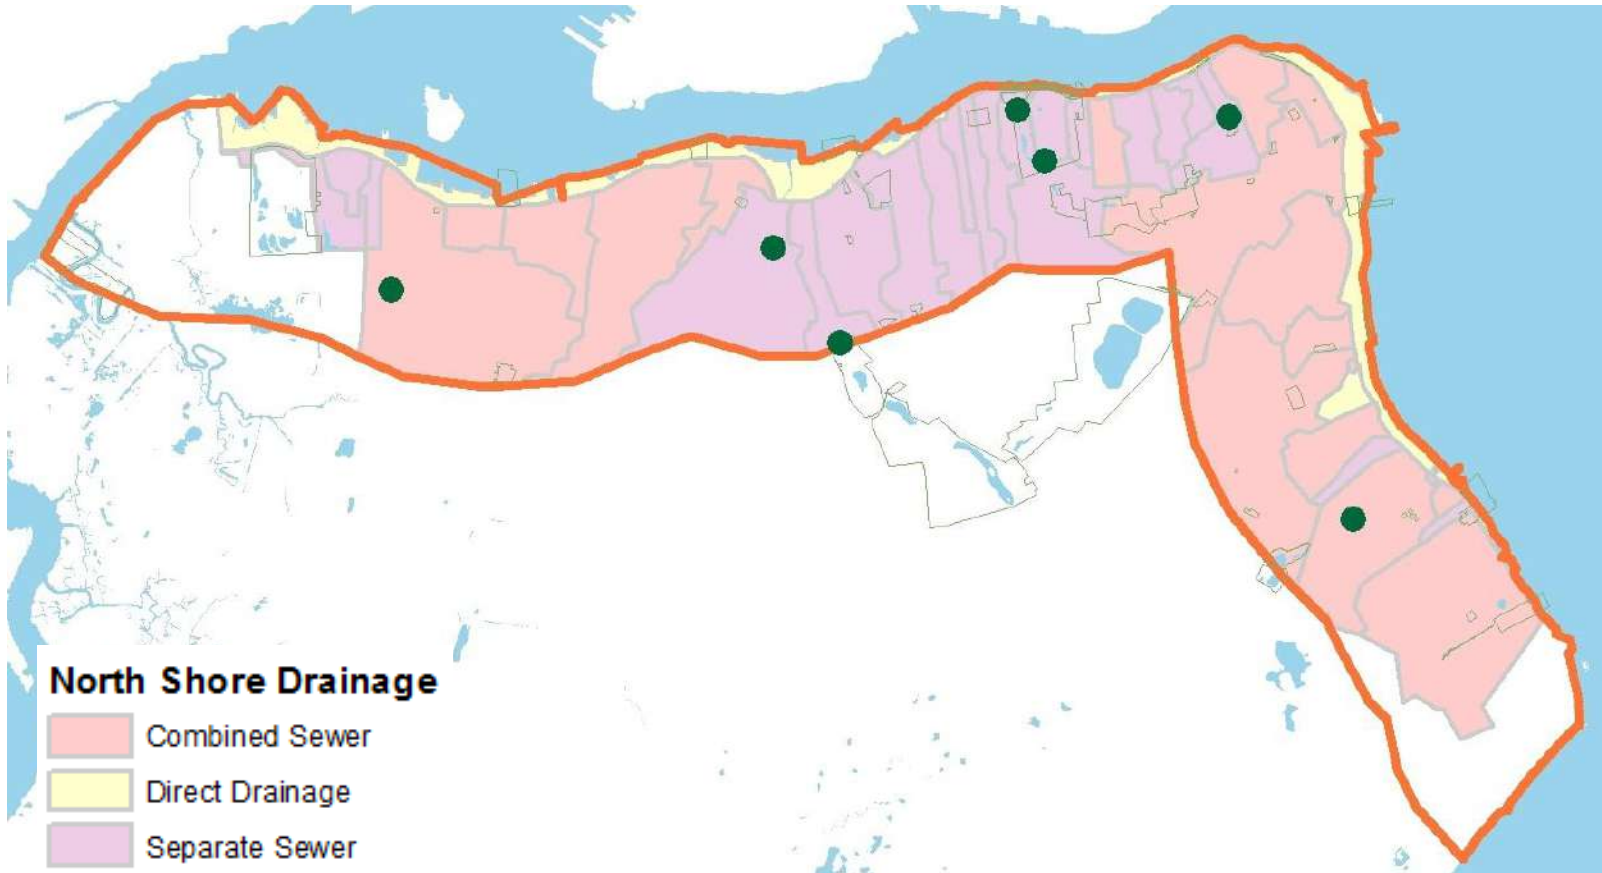 North Shore Drainage
Combined Sewer
Direct Drainage
Separate Sewer